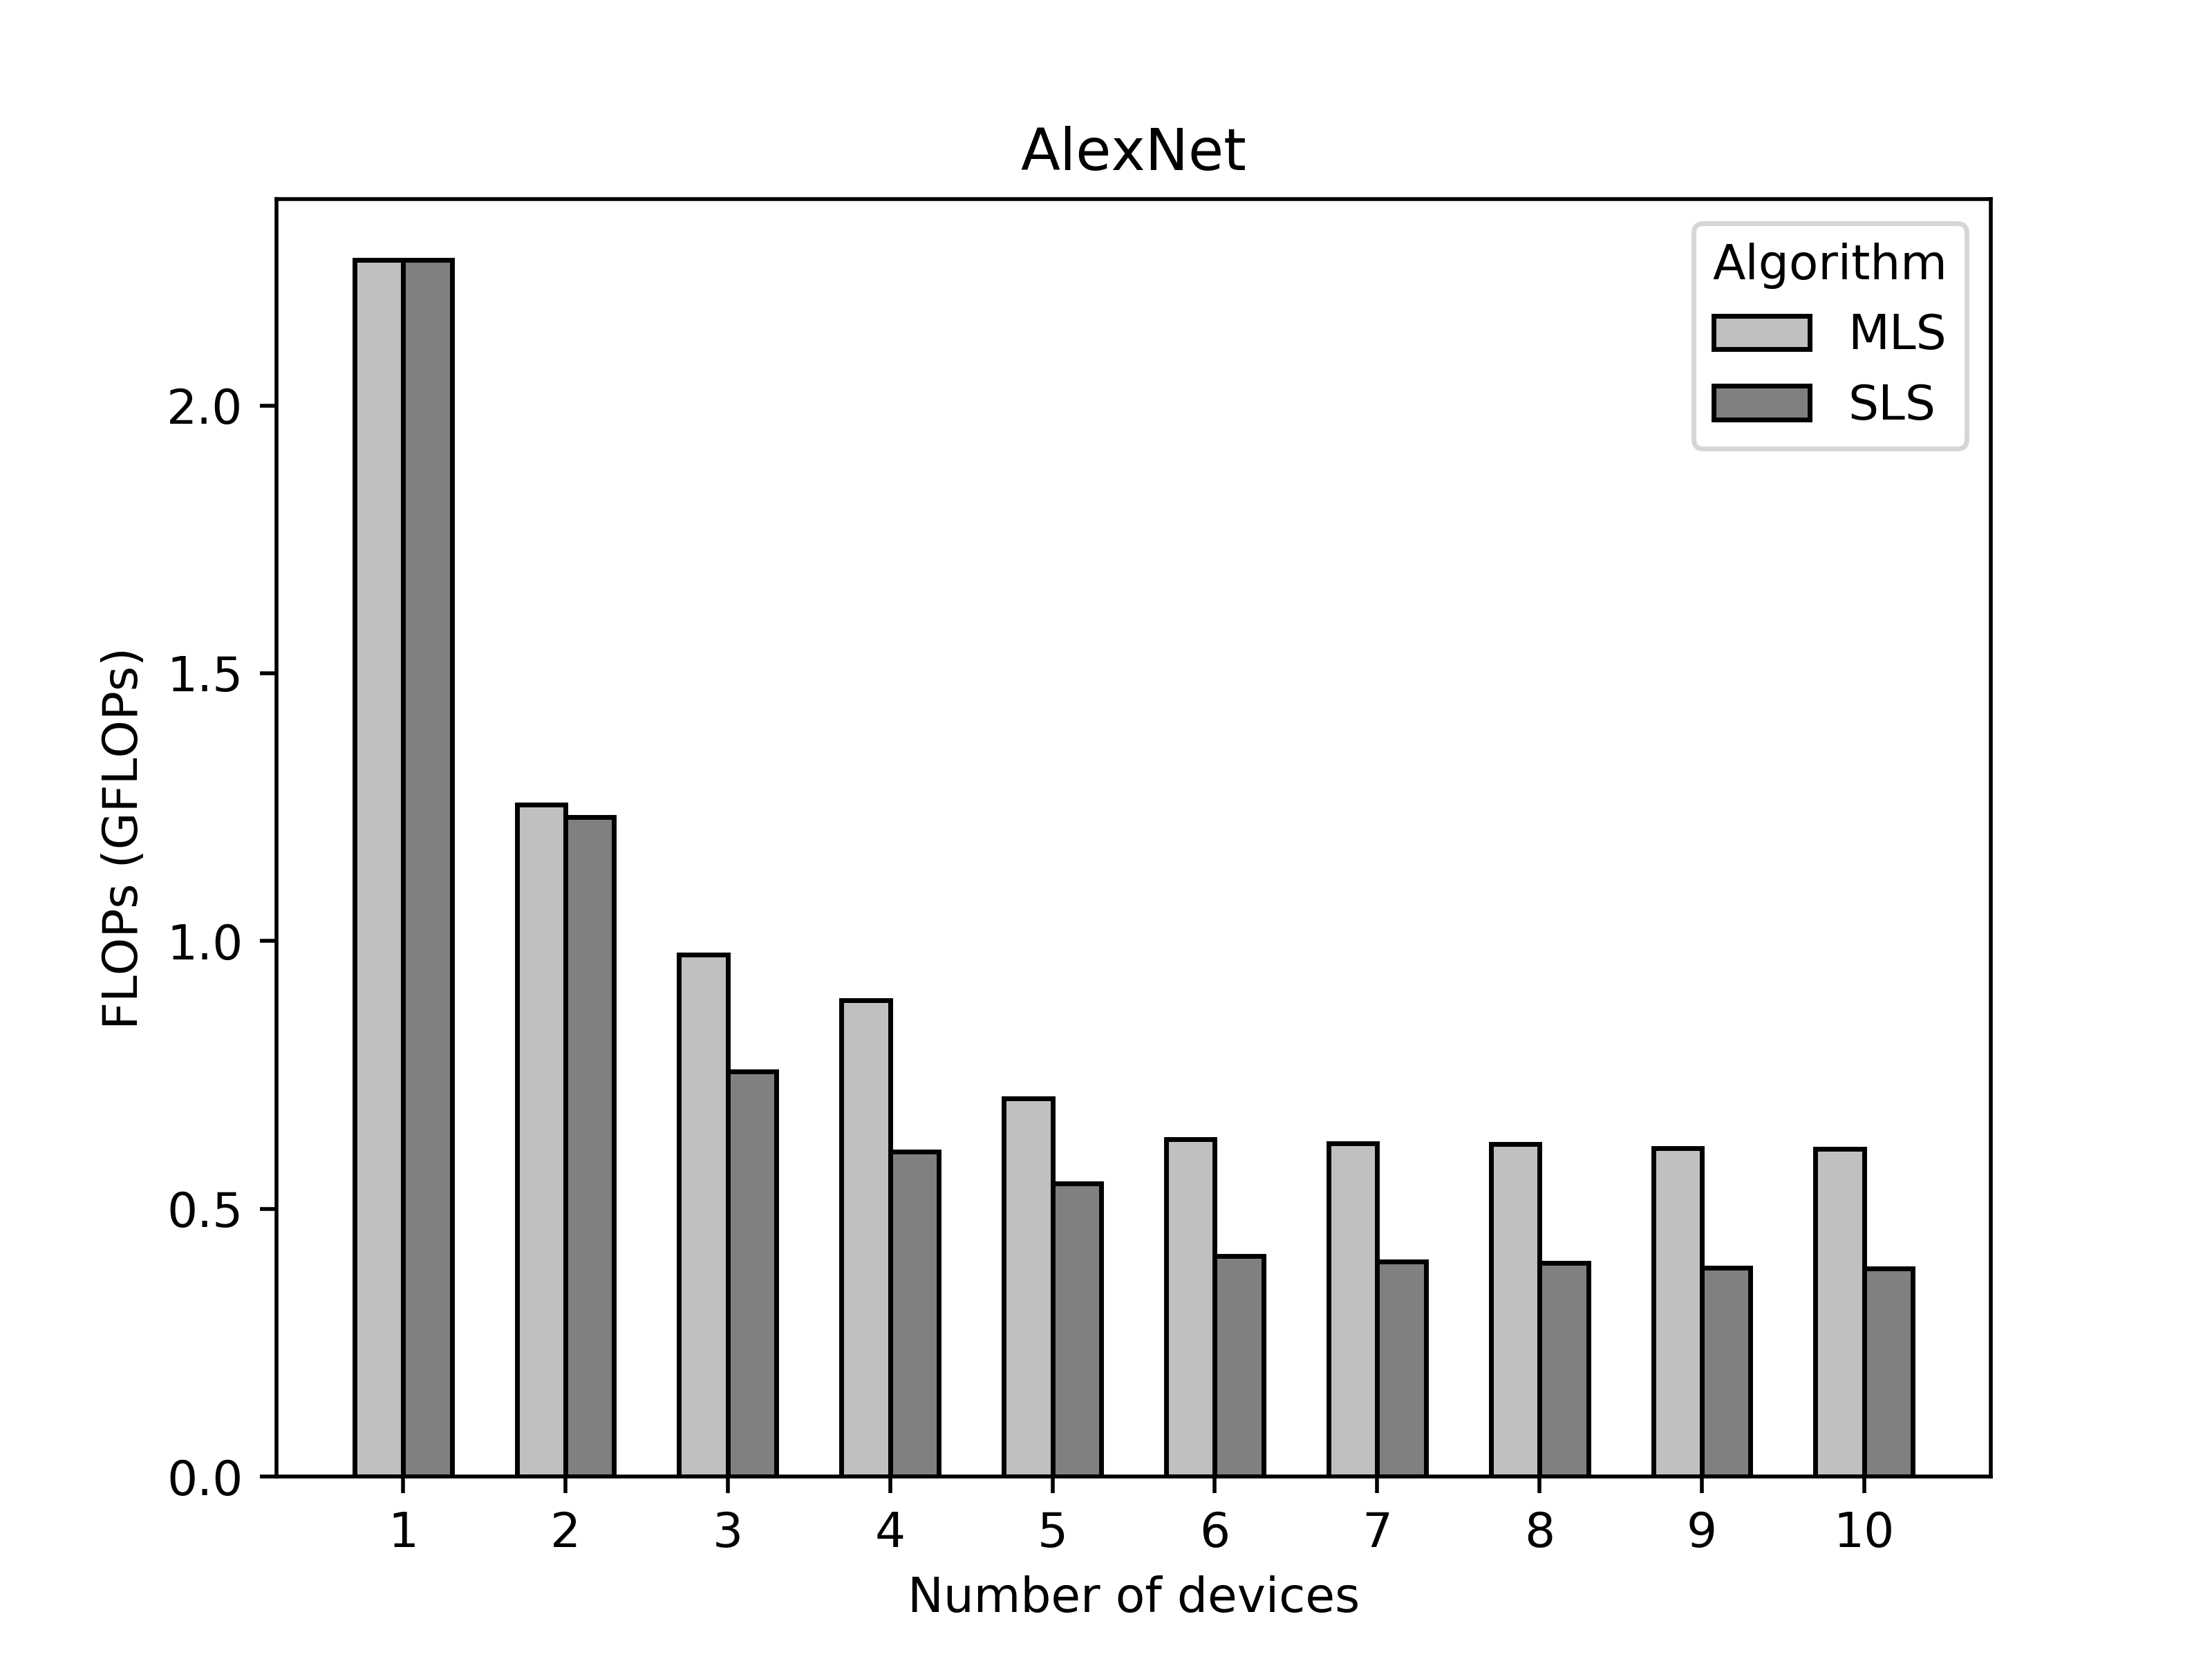 AlexNet
Algorithm
MLS
SLS
FLOPs (GFLOPs)
2.0
1.5
1.0
0.5
0.0
1 2 3 4 5 6 7 8 9 10
Number of devices